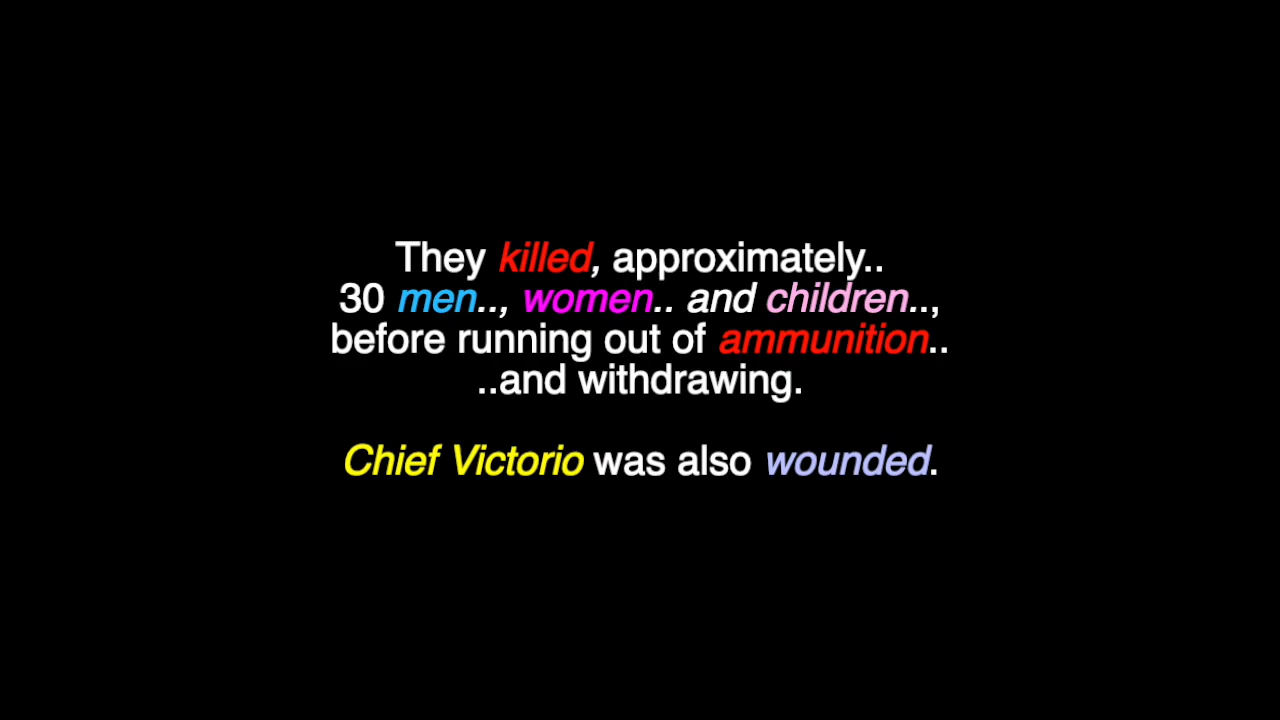 They killed, approximately..
30 men.., women.. and children..,
before running out of ammunition..
..and withdrawing.
Chief Victorio was also wounded.